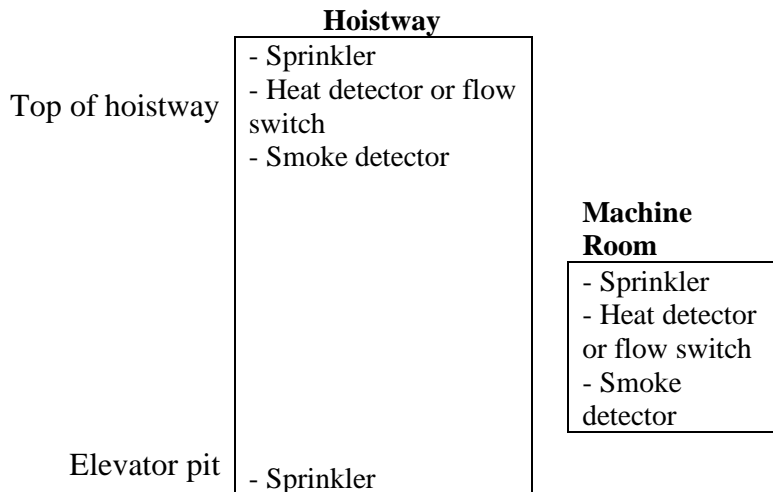 Hoistway
Top of hoistway
- Sprinkler
- Heat detector or flow
switch
- Smoke detector
Machine
Room
- Sprinkler
- Heat detector
or flow switch
- Smoke
detector
Elevator pit
- Sprinkler